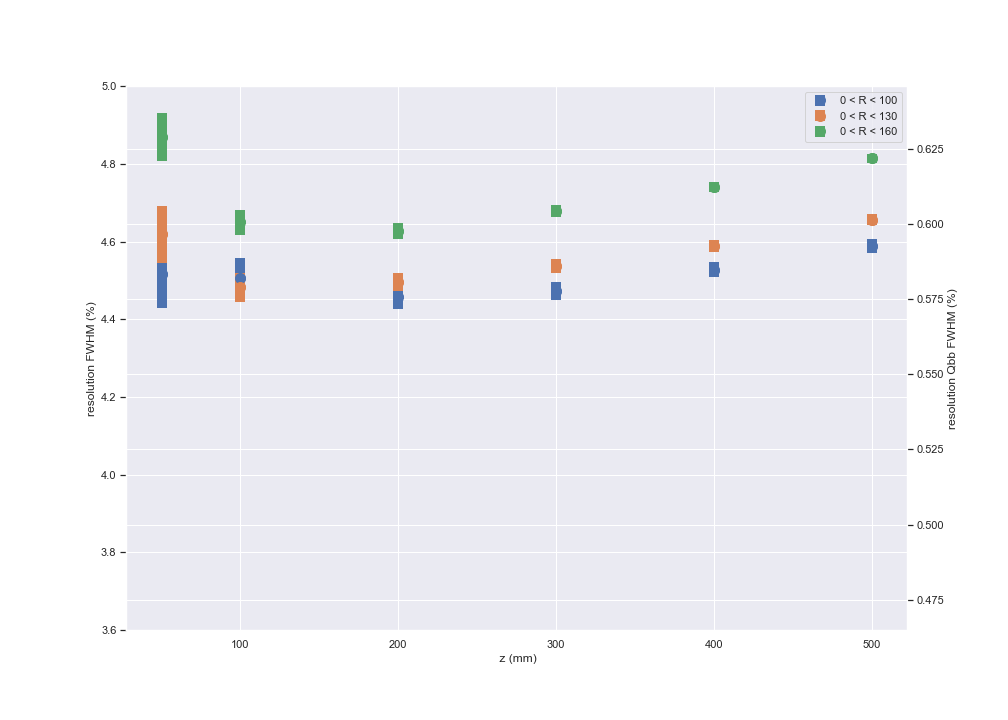 5.0
4.8
4.6
4.4
4.2
4.0
3.8
3.6
resolution FWHM (%)
0 < R < 100
0 < R < 130
0 < R < 160
0.625
0.600
0.575
0.550
0.525
0.500
0.475
resolution Qbb FWHM (%)
100 200 300 400 500
z (mm)